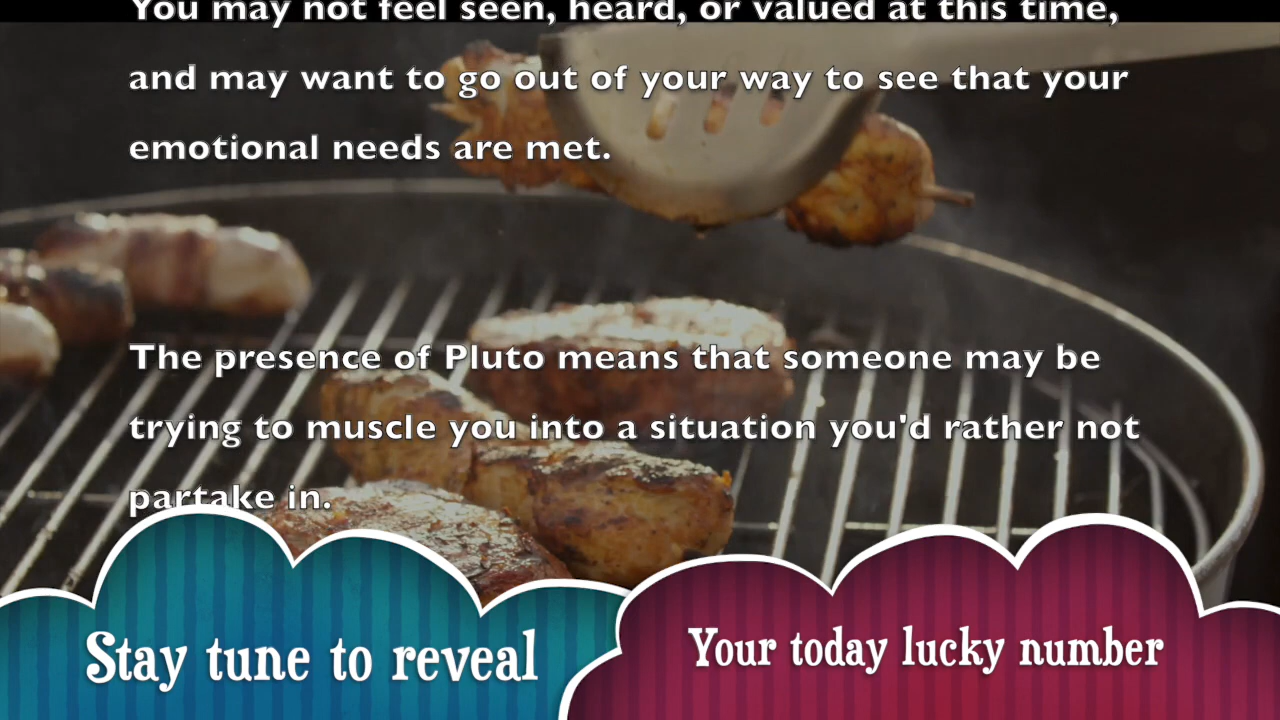 You may not feel seen, heard, or valued at this time,
and may want to go out of your way to see that your
emotional needs are met.
The presence of Pluto means that someone may be
trying to muscle you into a situation you'd rather not
partake in.
Stay tune to reveal
Your today lucky number